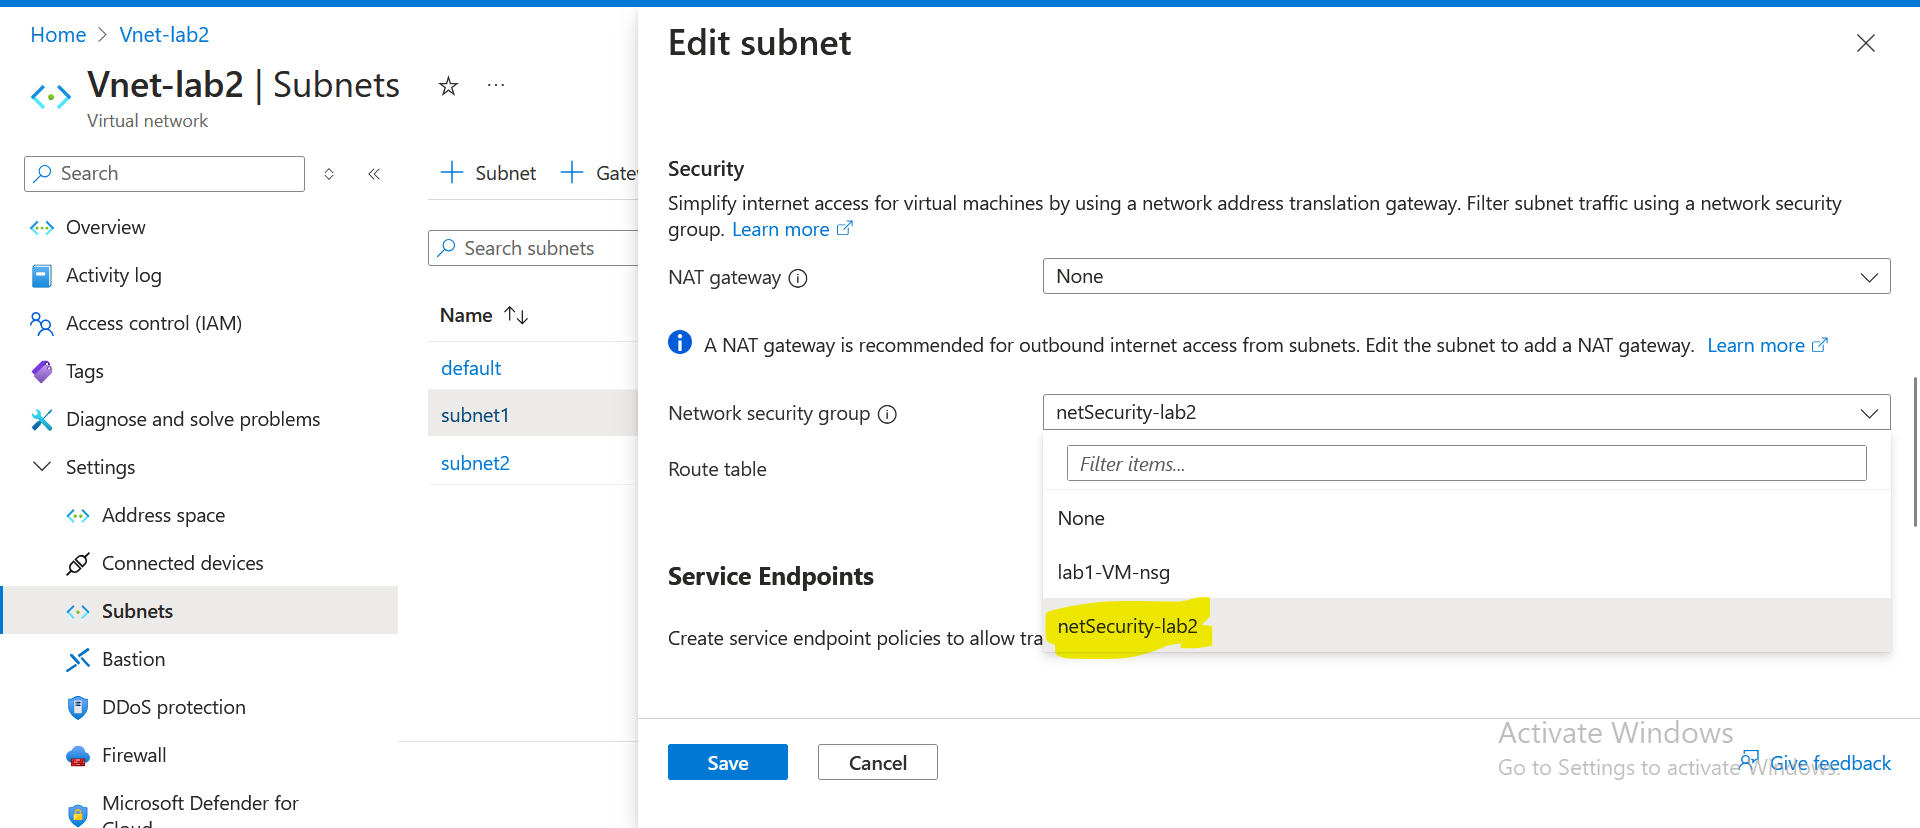 Home > Vnet-lab2
Vnet-lab2 | Subnets
Virtual network
Search
Overview
Activity log
Access control (IAM)
Tags
Diagnose and solve problems
Settings
Address space
Connected devices
Subnets
Bastion
DDoS protection
Firewall
Microsoft Defender for
Cloud
+ Subnet
+ Gate
Search subnets
Name
default
subnet1
subnet2
Edit subnet
Security
Simplify internet access for virtual machines by using a network address translation gateway. Filter subnet traffic using a network security
group. Learn more
NAT gateway
None
A NAT gateway is recommended for outbound internet access from subnets. Edit the subnet to add a NAT gateway. Learn more
Network security group
netSecurity-lab2
Filter items...
Route table
None
lab1-VM-nsg
netSecurity-lab2
Service Endpoints
Create service endpoint policies to allow tra
Save
Cancel
Activate Windows
Go to Settings to activate Windows.
Give feedback